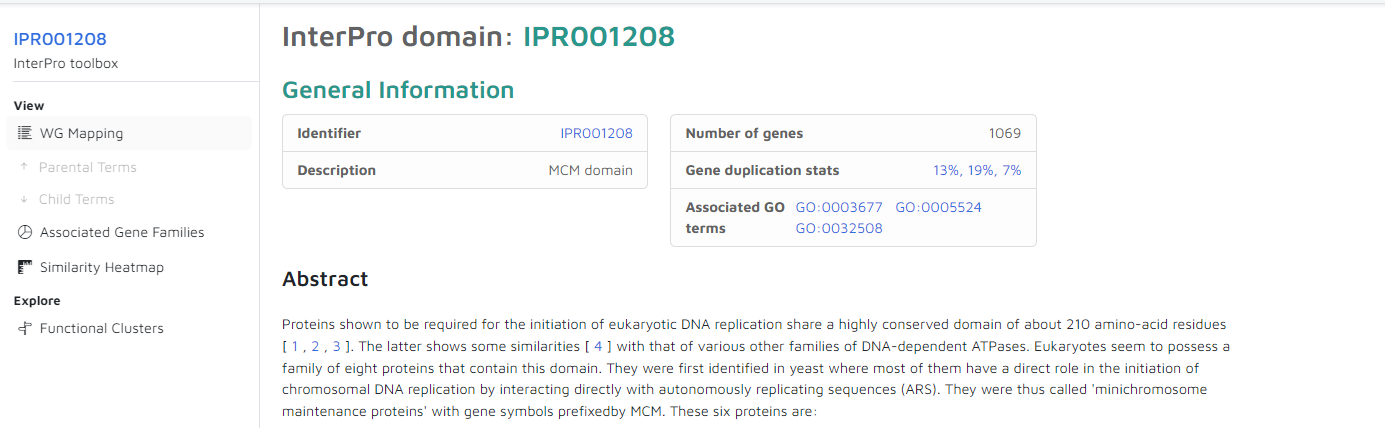 IPR001208
InterPro toolbox
View
WG Mapping
Parental Terms
Child Terms
Associated Gene Families
Similarity Heatmap
Explore
Functional Clusters
InterPro domain: IPR001208
General Information
Identifier IPR001208
Description MCM domain
Number of genes 1069
Gene duplication stats 13%, 19%, 7%
Associated GO GO:0003677 GO:0005524
terms GO:0032508
Abstract
Proteins shown to be required for the initiation of eukaryotic DNA replication share a highly conserved domain of about 210 amino-acid residues
[ 1 , 2 , 3 ]. The latter shows some similarities [ 4 ] with that of various other families of DNA-dependent ATPases. Eukaryotes seem to possess a
family of eight proteins that contain this domain. They were first identified in yeast where most of them have a direct role in the initiation of
chromosomal DNA replication by interacting directly with autonomously replicating sequences (ARS). They were thus called 'minichromosome
maintenance proteins' with gene symbols prefixedby MCM. These six proteins are: